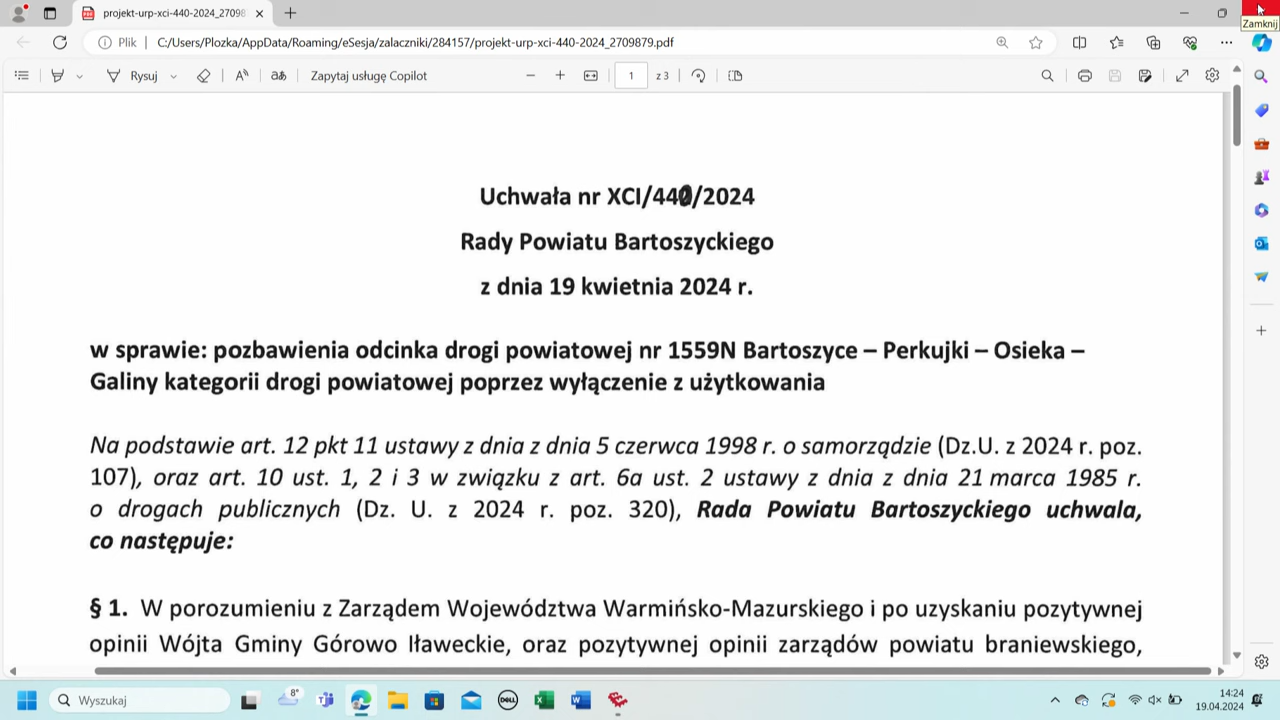 projekt-urp-xci-440-2024_27098
Zamknij
Plik
C:/Users/Plozka/AppData/Roaming/eSesja/zalaczniki/284157/projekt-urp-xci-440-2024_2709879.pdf
Rysuj
Zapytaj usługę Copilot
1
z 3
Uchwała nr XCI/440/2024
Rady Powiatu Bartoszyckiego
z dnia 19 kwietnia 2024 r.
w sprawie: pozbawienia odcinka drogi powiatowej nr 1559N Bartoszyce – Perkujki – Osieka –
Galiny kategorii drogi powiatowej poprzez wyłączenie z użytkowania
Na podstawie art. 12 pkt 11 ustawy z dnia z dnia 5 czerwca 1998 r. o samorządzie (Dz.U. z 2024 r. poz.
107), oraz art. 10 ust. 1, 2 i 3 w związku z art. 6a ust. 2 ustawy z dnia z dnia 21 marca 1985 r.
o drogach publicznych (Dz. U. z 2024 r. poz. 320), Rada Powiatu Bartoszyckiego uchwala,
co następuje:
§ 1. W porozumieniu z Zarządem Województwa Warmińsko-Mazurskiego i po uzyskaniu pozytywnej
opinii Wójta Gminy Górowo Iławeckie, oraz pozytywnej opinii zarządów powiatu braniewskiego,
Wyszukaj
8°
DELL
14:24
19.04.2024